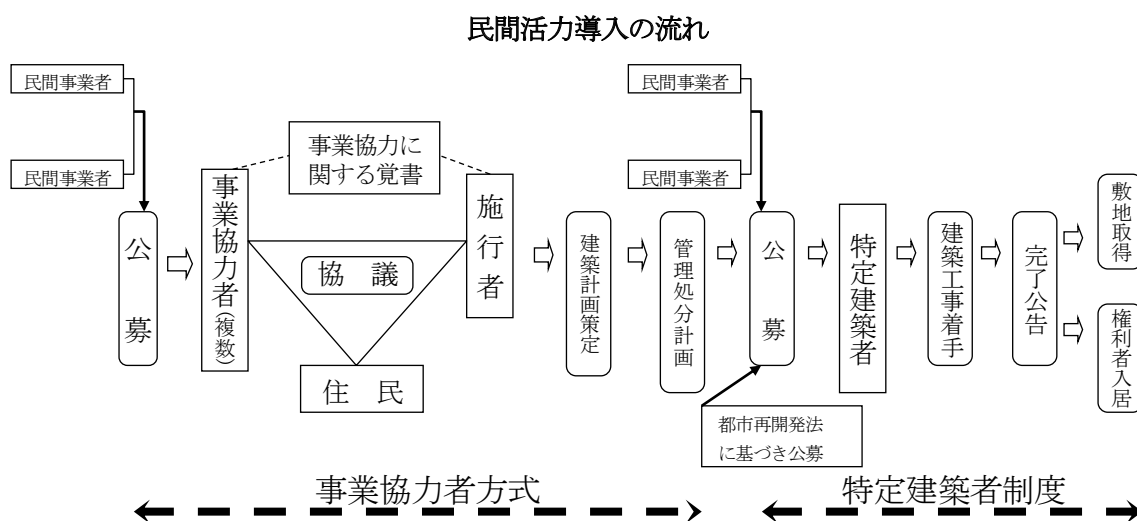 民間活力導入の流れ
民間事業者
民間事業者
公募
事業協力者(複数)
事業協力に
関する覚書
施行者
協議
住民
建築計画策定
管理処分計画
民間事業者
民間事業者
公募
都市再開発法
に基づき公募
特定建築者
建築工事着手
完了公告
敷地取得
権利者入居
事業協力者方式
特定建築者制度